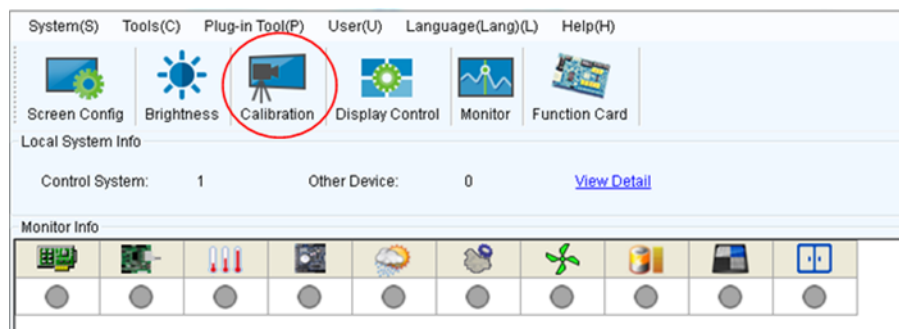 System(S) Tools(C) Plug-in Tool(P) User(U) Language(Lang)(L) Help(H)
Screen Config Brightness Calibration Display Control Monitor Function Card
Local System Info
Control System: 1 Other Device: 0 View Detail
Monitor Info